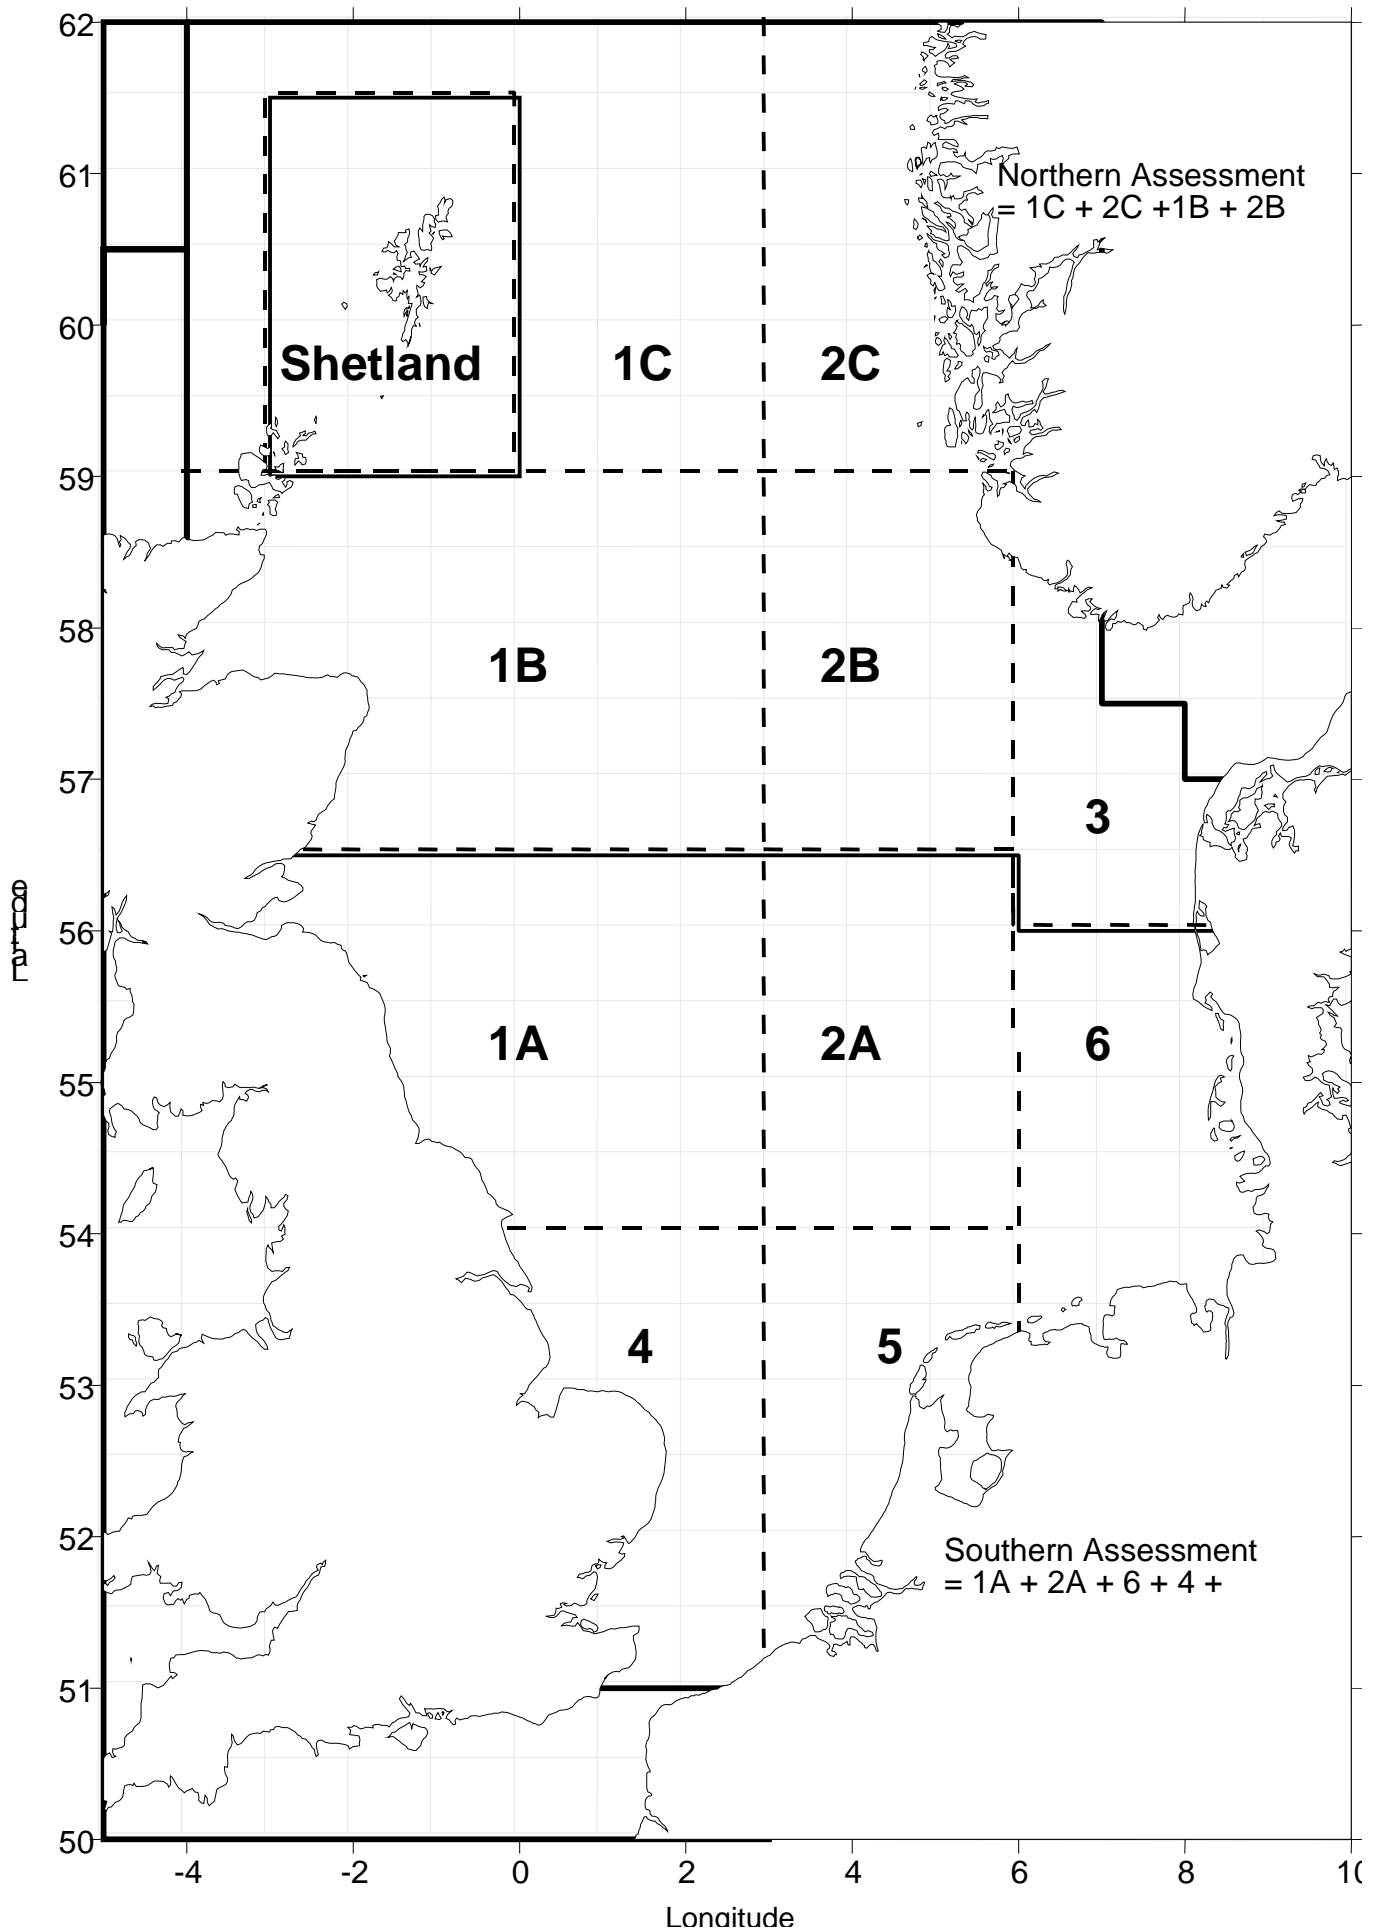 62
61
60
59
58
57
56
55
54
53
52
51
50
Northern Assessment
= 1C + 2C +1B + 2B
Shetland
1C
2C
1B
2B
3
1A
2A
6
4
5
Southern Assessment
= 1A + 2A + 6 + 4 +
-4
-2
0
2
4
6
8
10
Longitude
Latitude